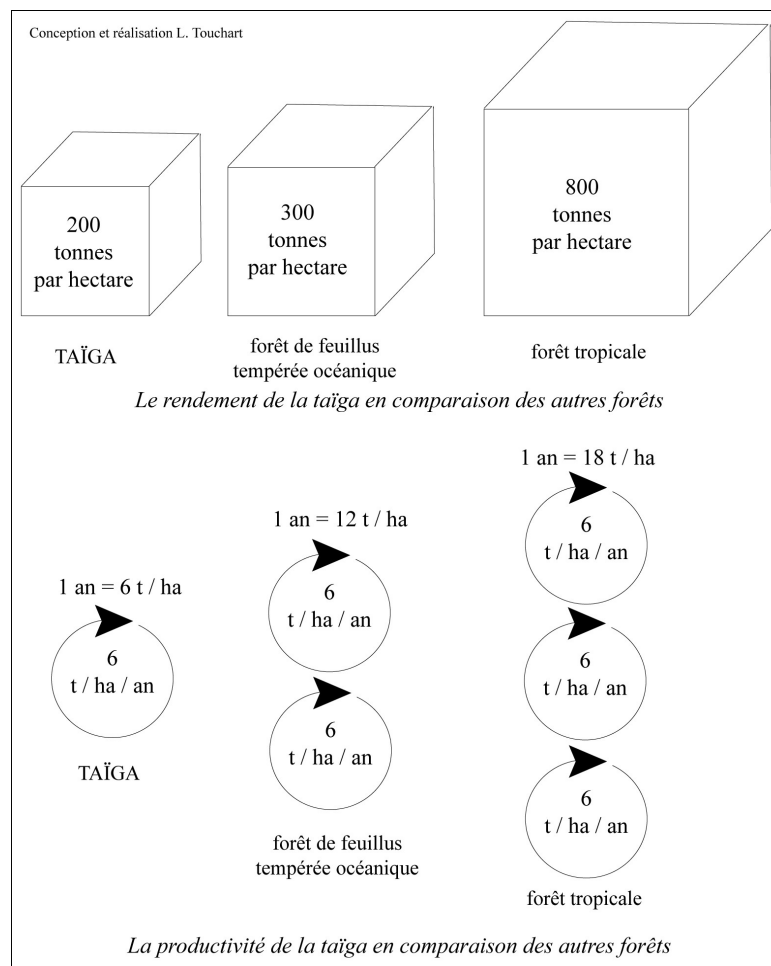 Conception et réalisation L. Touchart
200
tonnes
par hectare
300
tonnes
par hectare
800
tonnes
par hectare
TAÏGA
forêt de feuillus
tempérée océanique
forêt tropicale
Le rendement de la taïga en comparaison des autres forêts
1 an = 6 t / ha
6
t / ha / an
TAÏGA
1 an = 12 t / ha
6
t / ha / an
6
t / ha / an
forêt de feuillus
tempérée océanique
1 an = 18 t / ha
6
t / ha / an
6
t / ha / an
6
t / ha / an
forêt tropicale
La productivité de la taïga en comparaison des autres forêts